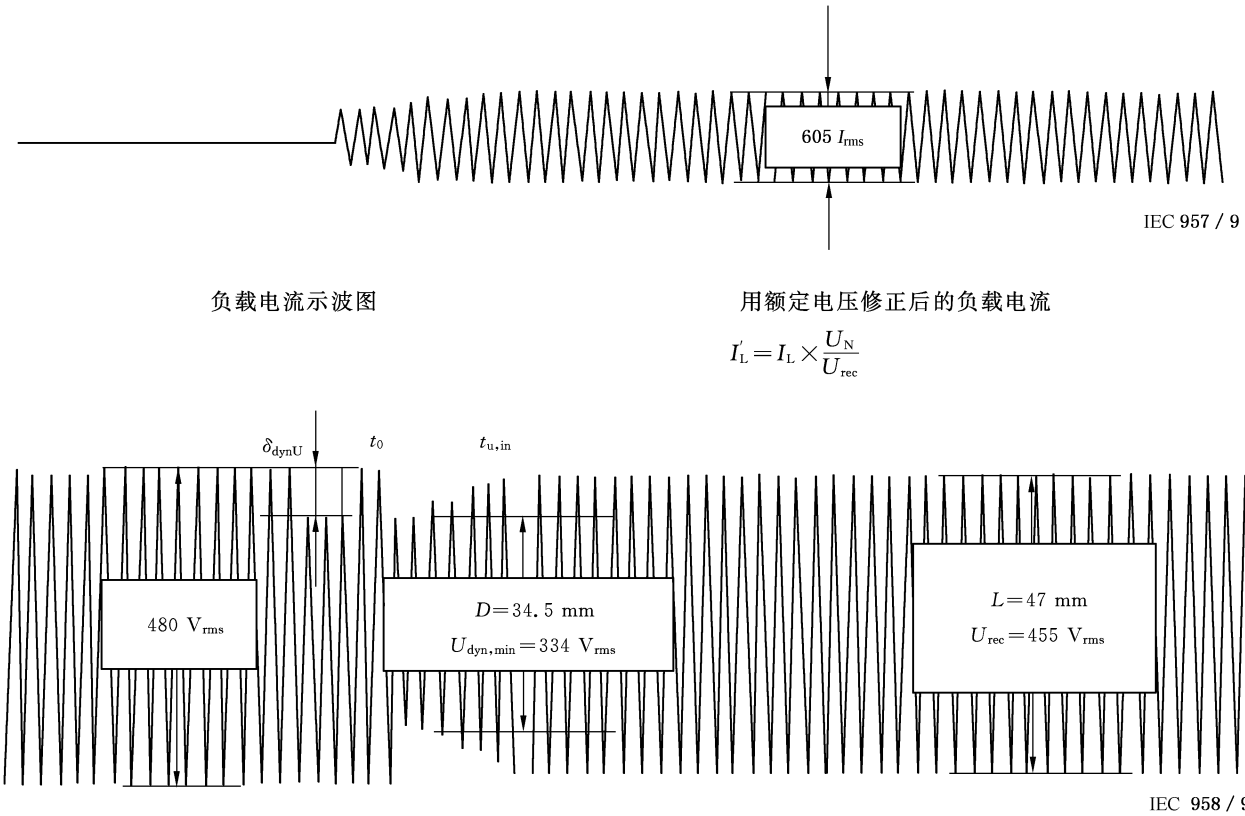 605 Irms
IEC 957 / 9
负载电流示波图
用额定电压修正后的负载电流
I′L = IL × UN / Urec
δdynU
t0
tu,in
480 Vrms
D=34.5 mm
Udyn,min=334 Vrms
L=47 mm
Urec=455 Vrms
IEC 958 / 9